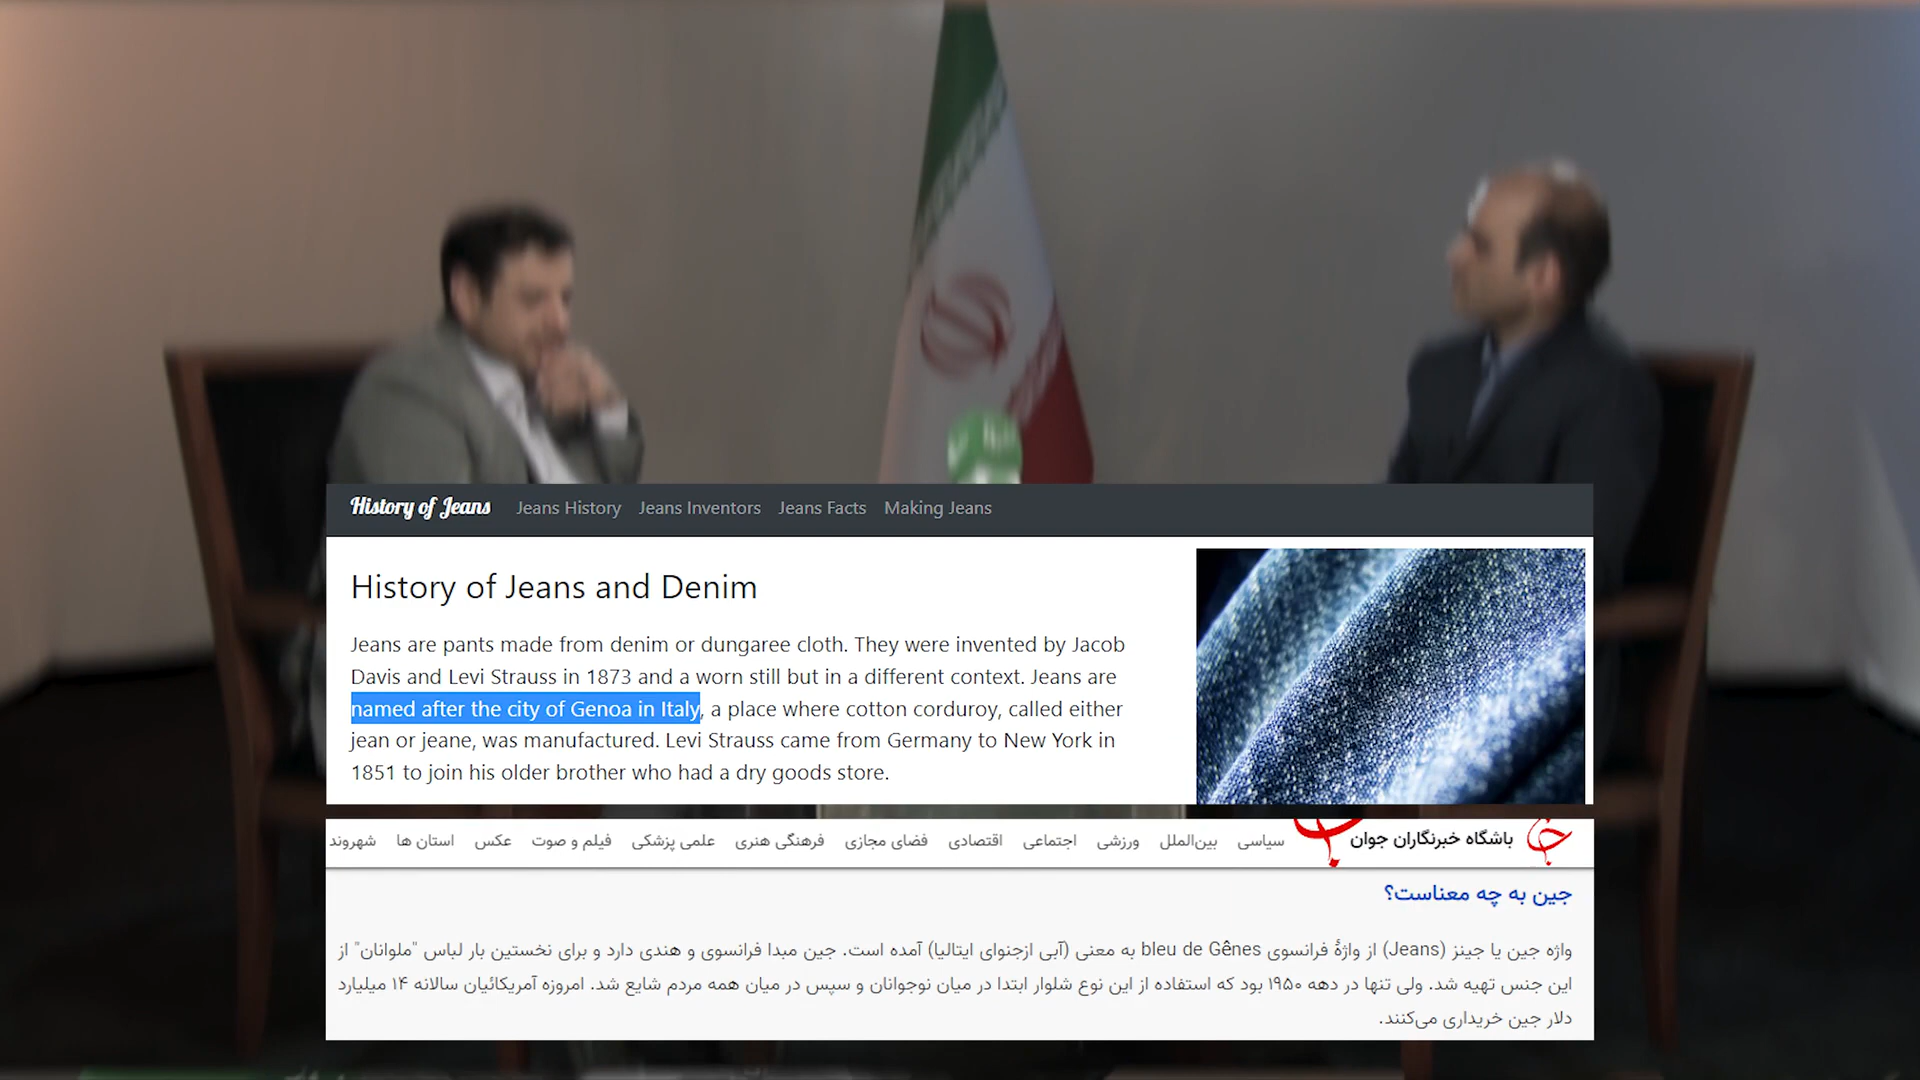 History of Jeans Jeans History Jeans Inventors Jeans Facts Making Jeans
History of Jeans and Denim
Jeans are pants made from denim or dungaree cloth. They were invented by Jacob
Davis and Levi Strauss in 1873 and a worn still but in a different context. Jeans are
named after the city of Genoa in Italy, a place where cotton corduroy, called either
jean or jeane, was manufactured. Levi Strauss came from Germany to New York in
1851 to join his older brother who had a dry goods store.
باشگاه خبرنگاران جوان سیاسی بین‌الملل ورزشی اجتماعی اقتصادی فضای مجازی فرهنگی هنری علمی پزشکی فیلم و صوت عکس استان ها شهروند
جین به چه معناست؟
واژه جین یا جینز (Jeans) از واژهٔ فرانسوی bleu de Gênes به معنی (آبی ازجنوای ایتالیا) آمده است. جین مبدا فرانسوی و هندی دارد و برای نخستین بار لباس "ملوانان" از
این جنس تهیه شد. ولی تنها در دهه ۱۹۵۰ بود که استفاده از این نوع شلوار ابتدا در میان نوجوانان و سپس در میان همه مردم شایع شد. امروزه آمریکائیان سالانه ۱۴ میلیارد
دلار جین خریداری می‌کنند.